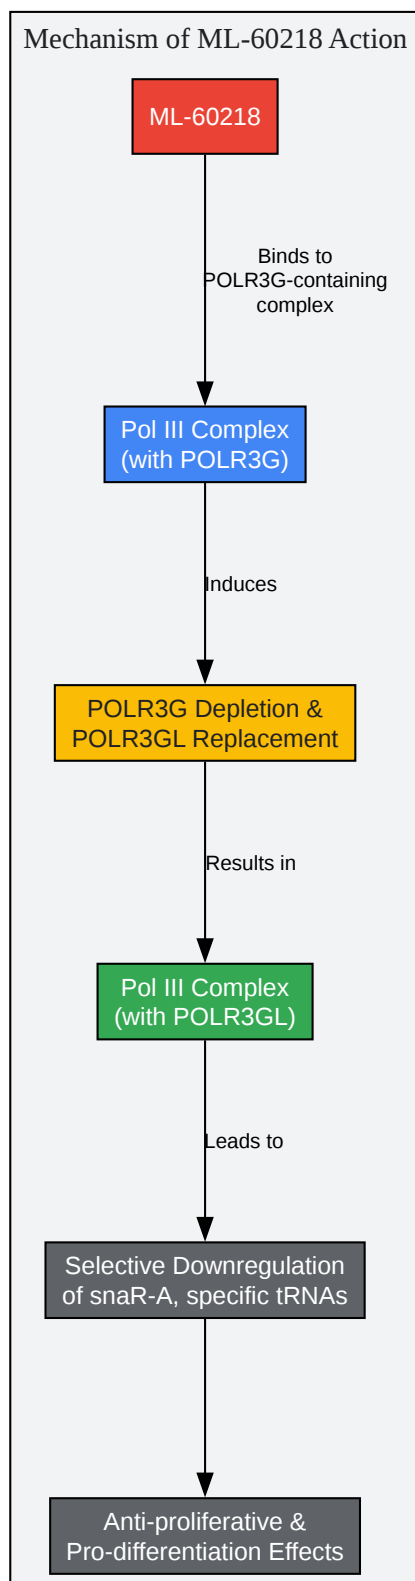 Mechanism of ML-60218 Action
ML-60218
Binds to
POLR3G-containing
complex
Pol III Complex
(with POLR3G)
Induces
POLR3G Depletion &
POLR3GL Replacement
Results in
Pol III Complex
(with POLR3GL)
Leads to
Selective Downregulation
of snaR-A, specific tRNAs
Anti-proliferative &
Pro-differentiation Effects